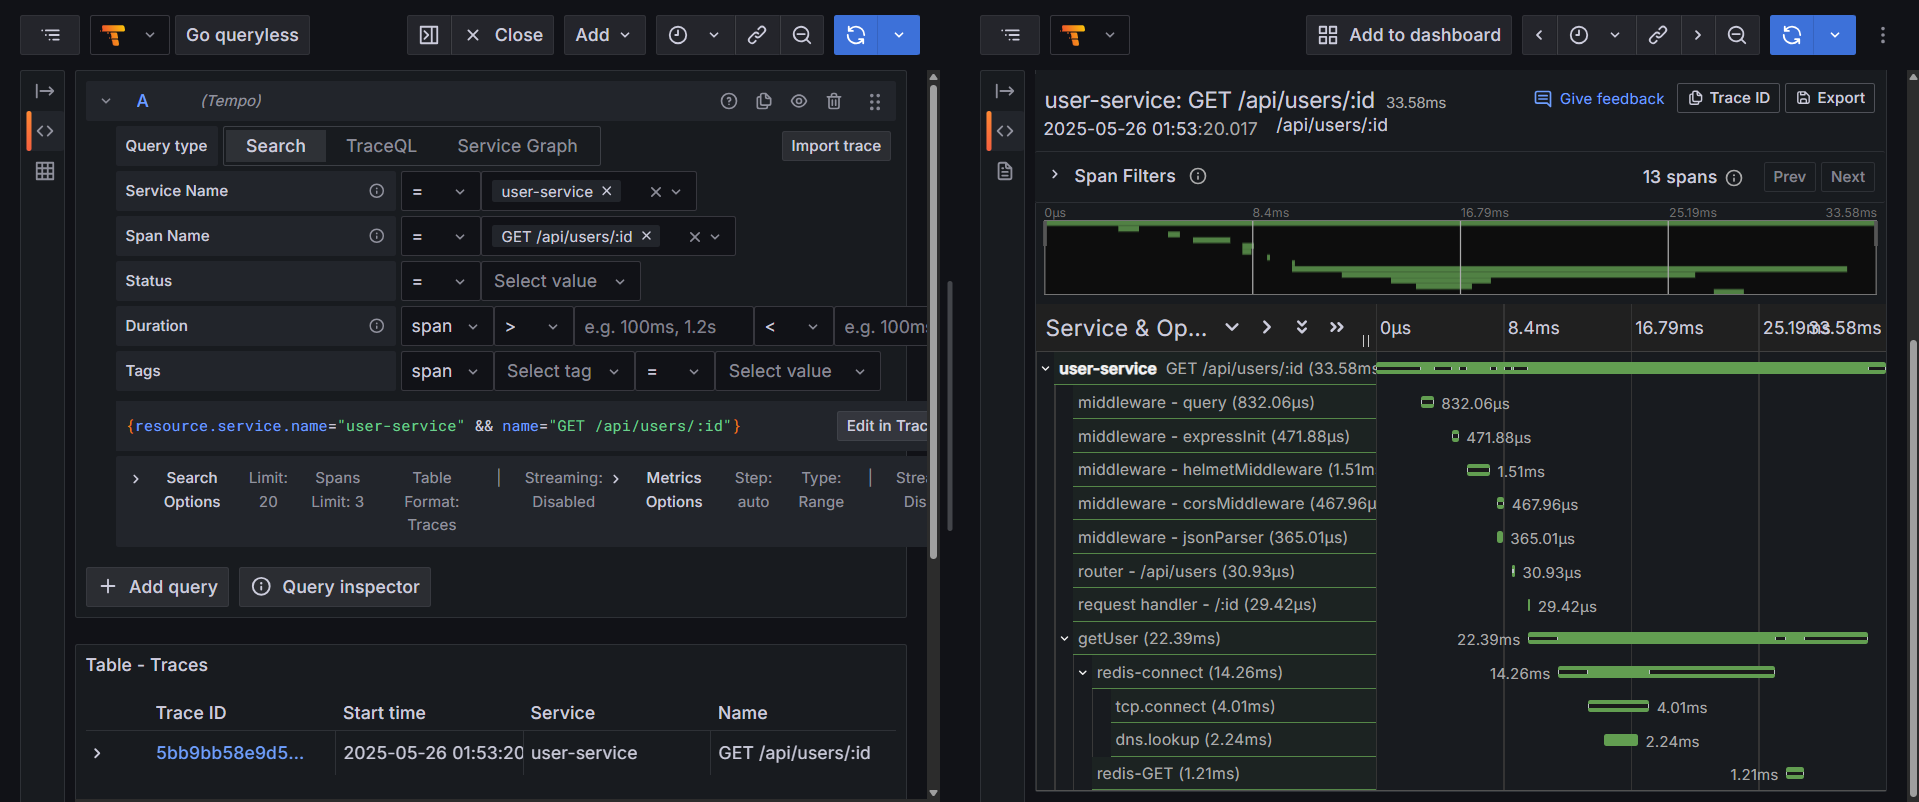 Go queryless
Close
Add
Add to dashboard
A
(Tempo)
Query type
Search
TraceQL
Service Graph
Import trace
Service Name
=
user-service
Span Name
=
GET /api/users/:id
Status
=
Select value
Duration
span
>
e.g. 100ms, 1.2s
<
e.g. 100ms
Tags
span
Select tag
=
Select value
{resource.service.name="user-service" && name="GET /api/users/:id"}
Edit in Trac
Search Options
Limit: 20
Spans Limit: 3
Table Format: Traces
|
Streaming: Disabled
Metrics Options
Step: auto
Type: Range
|
Stre
Dis
Add query
Query inspector
Table - Traces
Trace ID
Start time
Service
Name
5bb9bb58e9d5...
2025-05-26 01:53:20
user-service
GET /api/users/:id
user-service: GET /api/users/:id 33.58ms
Give feedback
Trace ID
Export
2025-05-26 01:53:20.017 /api/users/:id
Span Filters
13 spans
Prev
Next
0µs
8.4ms
16.79ms
25.19ms
33.58ms
Service & Op...
0µs
8.4ms
16.79ms
25.19ms
33.58ms
user-service GET /api/users/:id (33.58ms
middleware - query (832.06µs)
832.06µs
middleware - expressInit (471.88µs)
471.88µs
middleware - helmetMiddleware (1.51m
1.51ms
middleware - corsMiddleware (467.96µ
467.96µs
middleware - jsonParser (365.01µs)
365.01µs
router - /api/users (30.93µs)
30.93µs
request handler - /:id (29.42µs)
29.42µs
getUser (22.39ms)
22.39ms
redis-connect (14.26ms)
14.26ms
tcp.connect (4.01ms)
4.01ms
dns.lookup (2.24ms)
2.24ms
redis-GET (1.21ms)
1.21ms